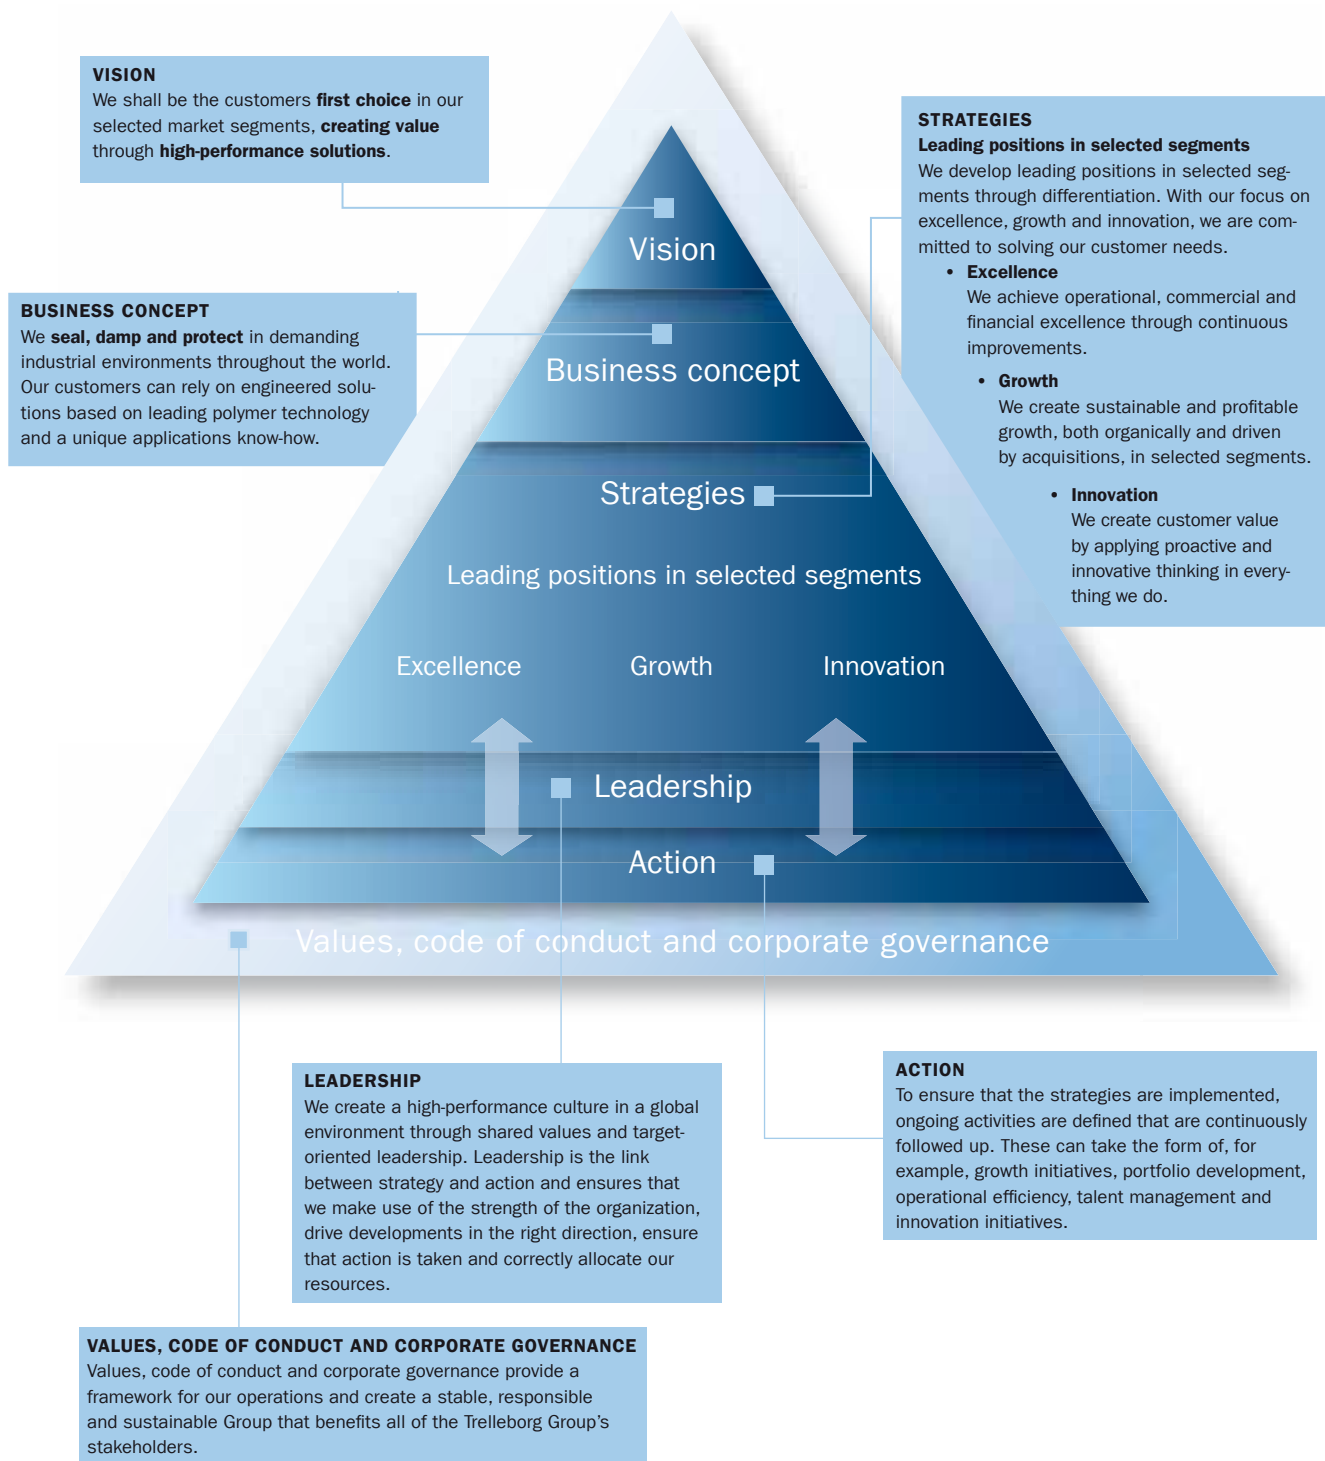 VISION
We shall be the customers first choice in our
selected market segments, creating value
through high-performance solutions.
STRATEGIES
Leading positions in selected segments
We develop leading positions in selected seg-
ments through differentiation. With our focus on
excellence, growth and innovation, we are com-
mitted to solving our customer needs.
• Excellence
We achieve operational, commercial and
financial excellence through continuous
improvements.
• Growth
We create sustainable and profitable
growth, both organically and driven
by acquisitions, in selected segments.
• Innovation
We create customer value
by applying proactive and
innovative thinking in every-
thing we do.
BUSINESS CONCEPT
We seal, damp and protect in demanding
industrial environments throughout the world.
Our customers can rely on engineered solu-
tions based on leading polymer technology
and a unique applications know-how.
Vision
Business concept
Strategies
Leading positions in selected segments
Excellence Growth Innovation
Leadership
Action
Values, code of conduct and corporate governance
LEADERSHIP
We create a high-performance culture in a global
environment through shared values and target-
oriented leadership. Leadership is the link
between strategy and action and ensures that
we make use of the strength of the organization,
drive developments in the right direction, ensure
that action is taken and correctly allocate our
resources.
ACTION
To ensure that the strategies are implemented,
ongoing activities are defined that are continuously
followed up. These can take the form of, for
example, growth initiatives, portfolio development,
operational efficiency, talent management and
innovation initiatives.
VALUES, CODE OF CONDUCT AND CORPORATE GOVERNANCE
Values, code of conduct and corporate governance provide a
framework for our operations and create a stable, responsible
and sustainable Group that benefits all of the Trelleborg Group's
stakeholders.